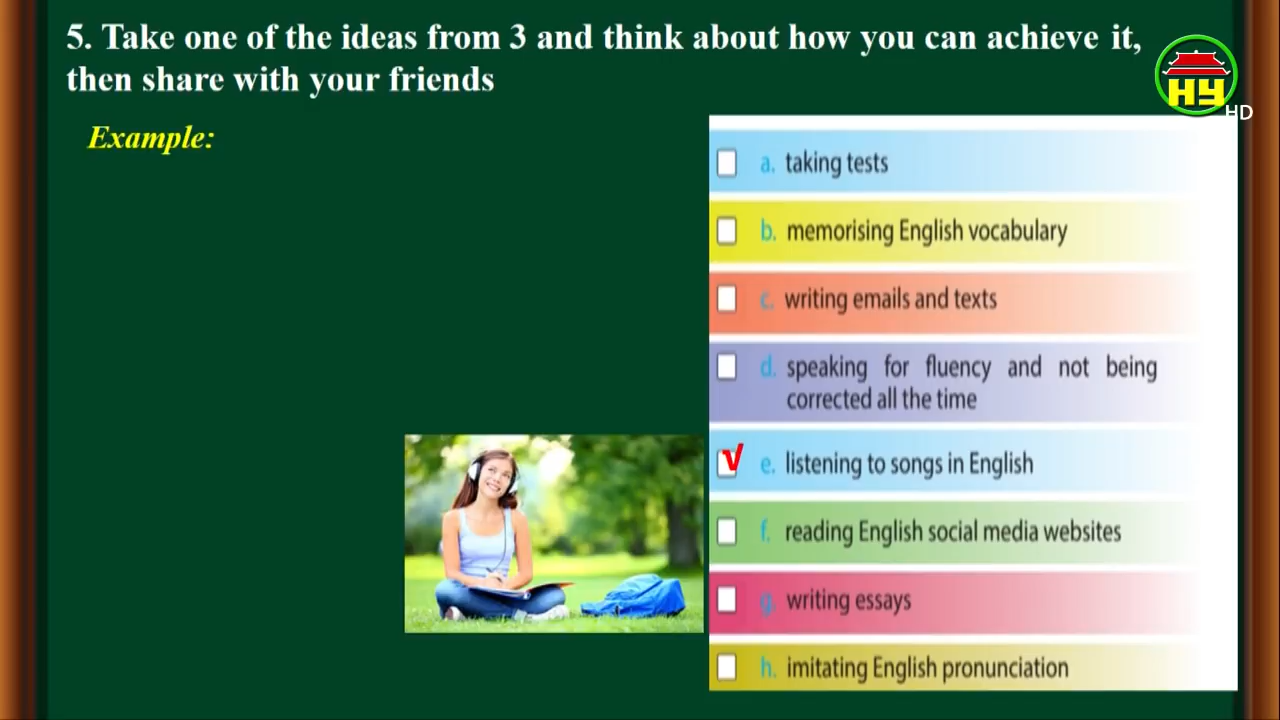 5. Take one of the ideas from 3 and think about how you can achieve it,
then share with your friends
HY
HD
Example:
a. taking tests
b. memorising English vocabulary
c. writing emails and texts
d. speaking for fluency and not being
corrected all the time
√ e. listening to songs in English
f. reading English social media websites
g. writing essays
h. imitating English pronunciation